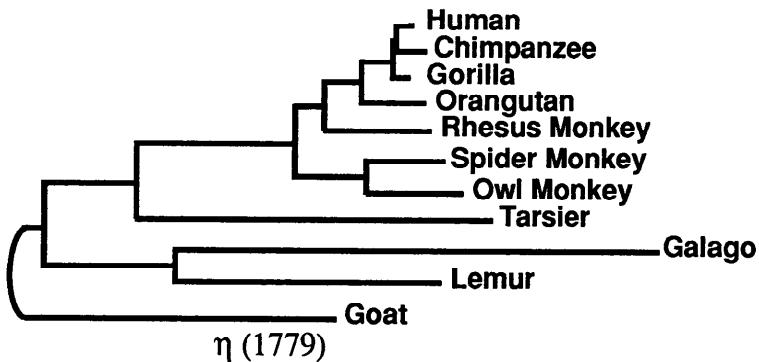 Human
Chimpanzee
Gorilla
Orangutan
Rhesus Monkey
Spider Monkey
Owl Monkey
Tarsier
Galago
Lemur
Goat
η (1779)